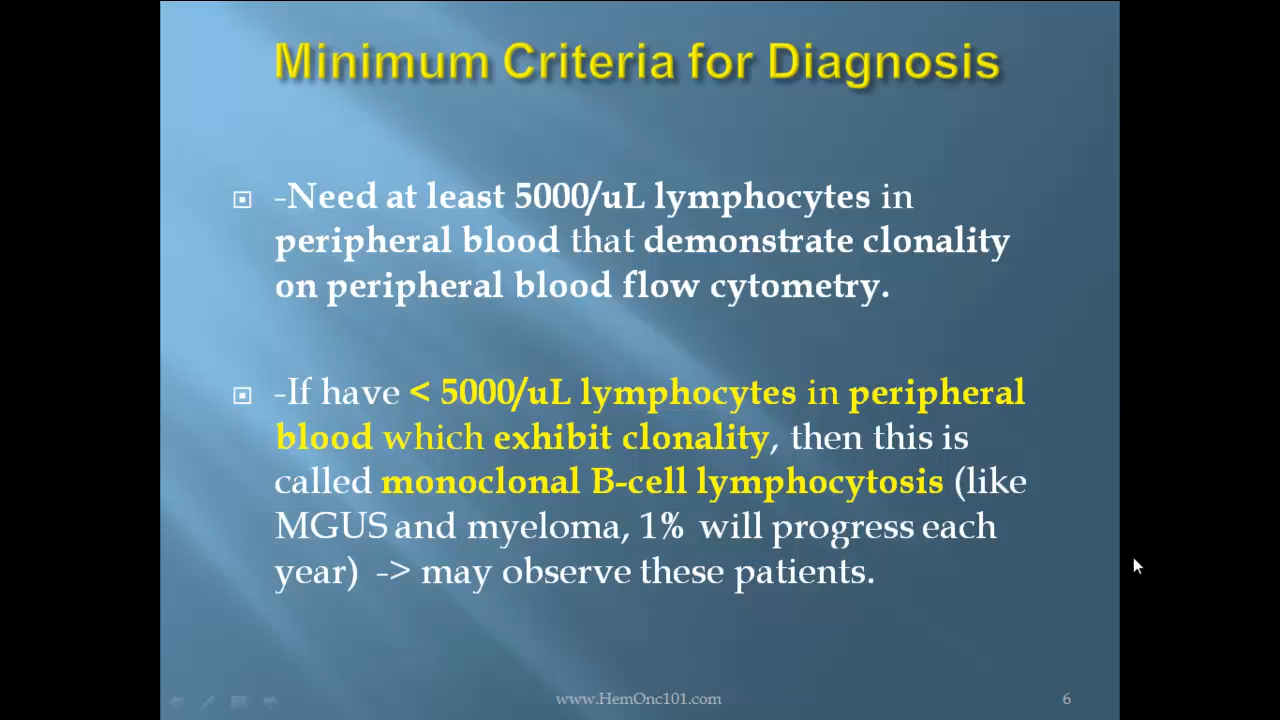 Minimum Criteria for Diagnosis
-Need at least 5000/uL lymphocytes in
peripheral blood that demonstrate clonality
on peripheral blood flow cytometry.
-If have < 5000/uL lymphocytes in peripheral
blood which exhibit clonality, then this is
called monoclonal B-cell lymphocytosis (like
MGUS and myeloma, 1% will progress each
year) -> may observe these patients.
www.HemOnc101.com
6